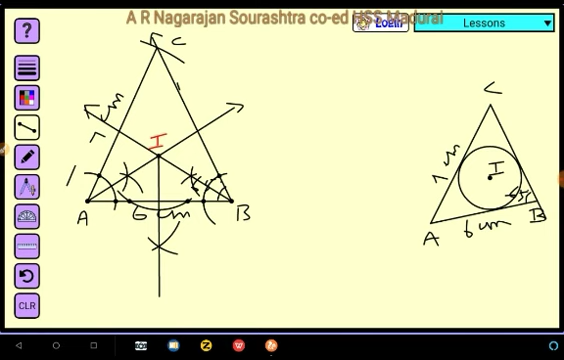 A R Nagarajan Sourashtra co-ed HSS Madurai
?
Login
Lessons
C
7 cm
I
A
6 cm
B
C
7 cm
I
A
6 cm
B
CLR